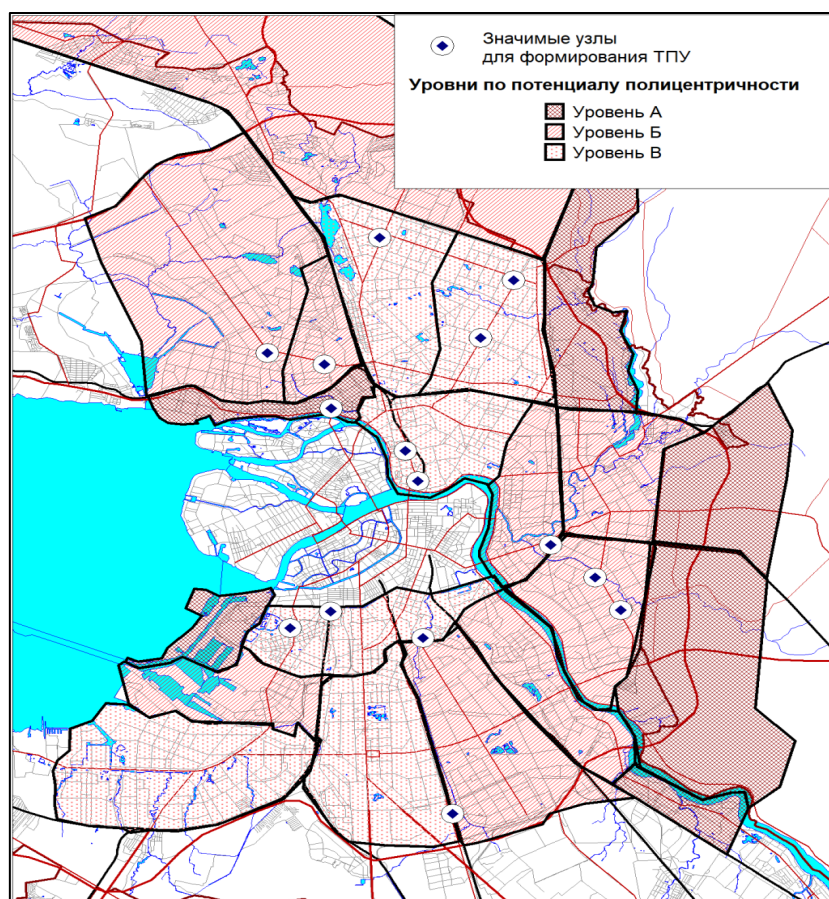 Значимые узлы
для формирования ТПУ
Уровни по потенциалу полицентричности
Уровень А
Уровень Б
Уровень В